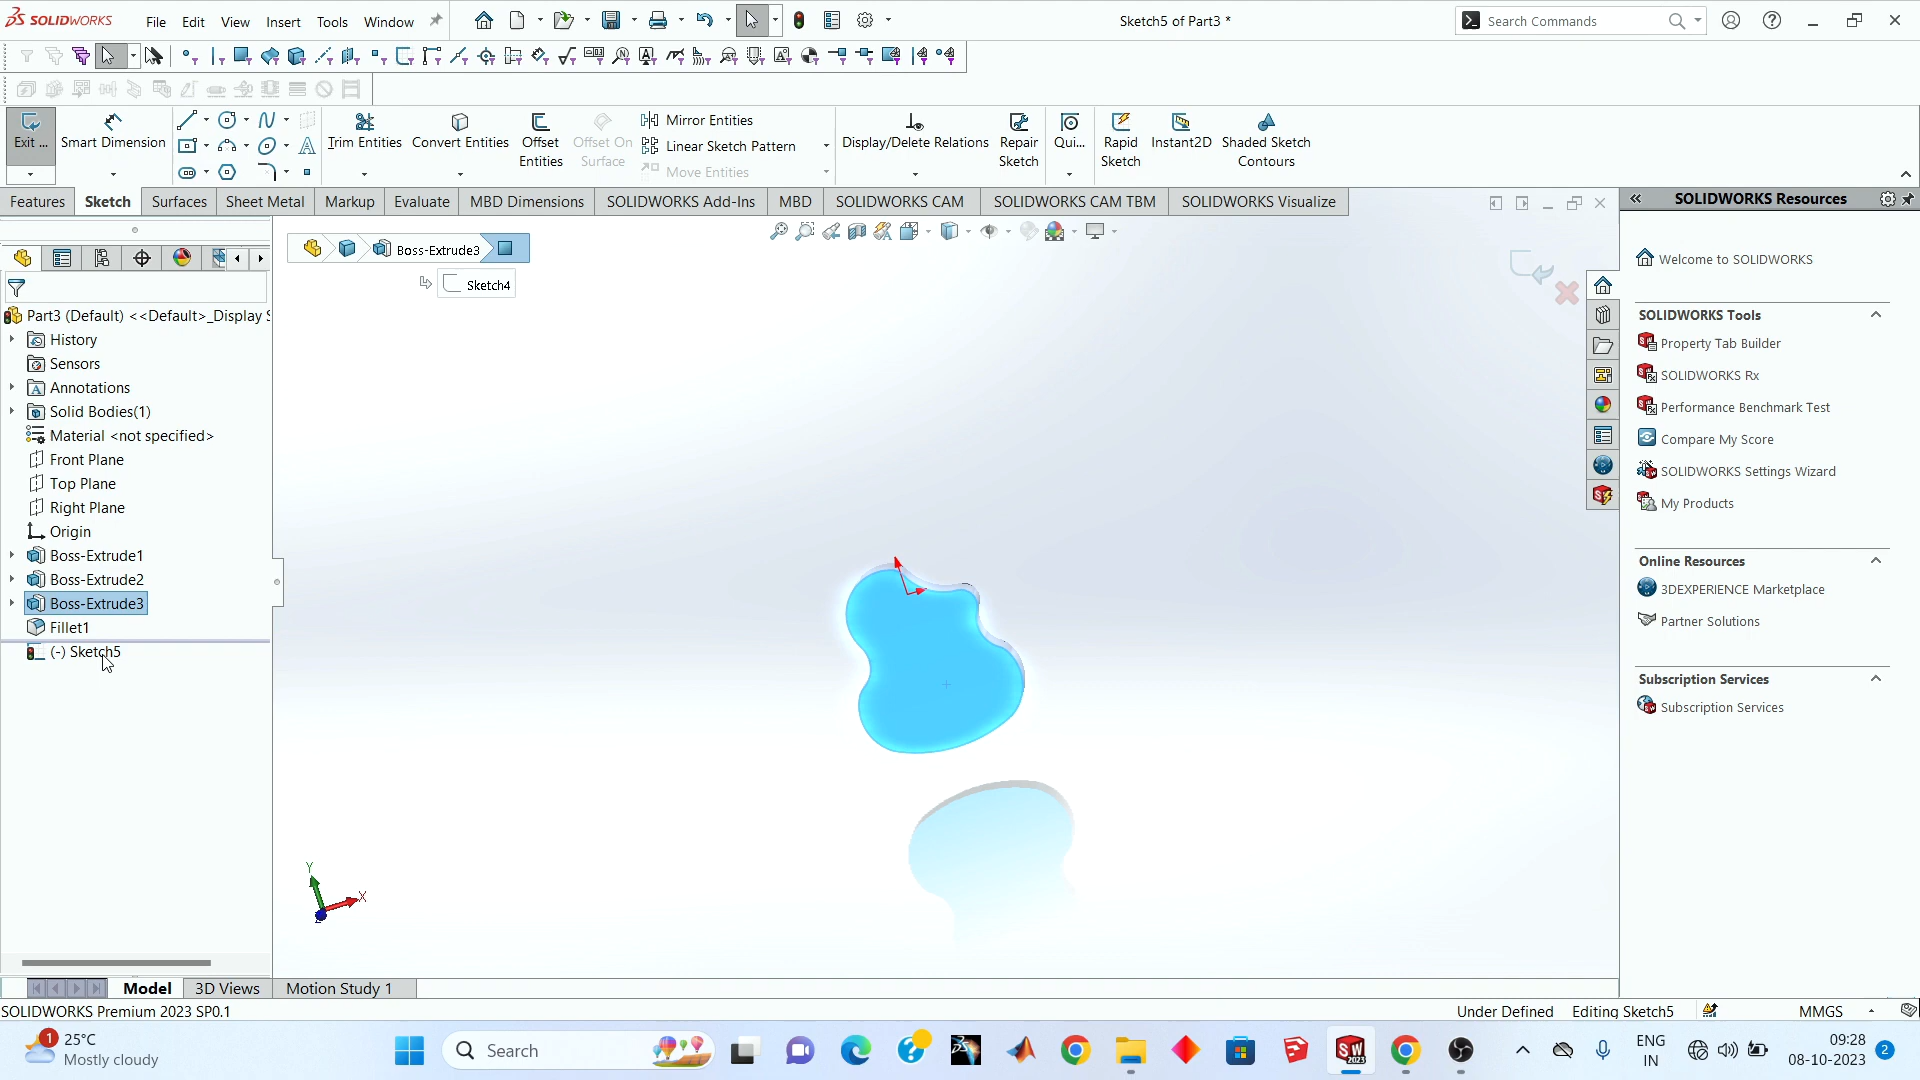 SOLIDWORKS File Edit View Insert Tools Window Sketch5 of Part3 * Search Commands
Exit ... Smart Dimension Trim Entities Convert Entities Offset Entities Offset On Surface Mirror Entities Display/Delete Relations Repair Sketch Qui... Rapid Sketch Instant2D Shaded Sketch Contours
Linear Sketch Pattern
Move Entities
Features Sketch Surfaces Sheet Metal Markup Evaluate MBD Dimensions SOLIDWORKS Add-Ins MBD SOLIDWORKS CAM SOLIDWORKS CAM TBM SOLIDWORKS Visualize
SOLIDWORKS Resources
Boss-Extrude3
Sketch4
Part3 (Default) <<Default>_Display S
History
Sensors
Annotations
Solid Bodies(1)
Material <not specified>
Front Plane
Top Plane
Right Plane
Origin
Boss-Extrude1
Boss-Extrude2
Boss-Extrude3
Fillet1
(-) Sketch5
Y
X
Z
Welcome to SOLIDWORKS
SOLIDWORKS Tools
Property Tab Builder
SOLIDWORKS Rx
Performance Benchmark Test
Compare My Score
SOLIDWORKS Settings Wizard
My Products
Online Resources
3DEXPERIENCE Marketplace
Partner Solutions
Subscription Services
Subscription Services
Model 3D Views Motion Study 1
SOLIDWORKS Premium 2023 SP0.1 Under Defined Editing Sketch5 MMGS
1 25°C
Mostly cloudy
Search
SW 2023
ENG
IN
09:28
08-10-2023
2